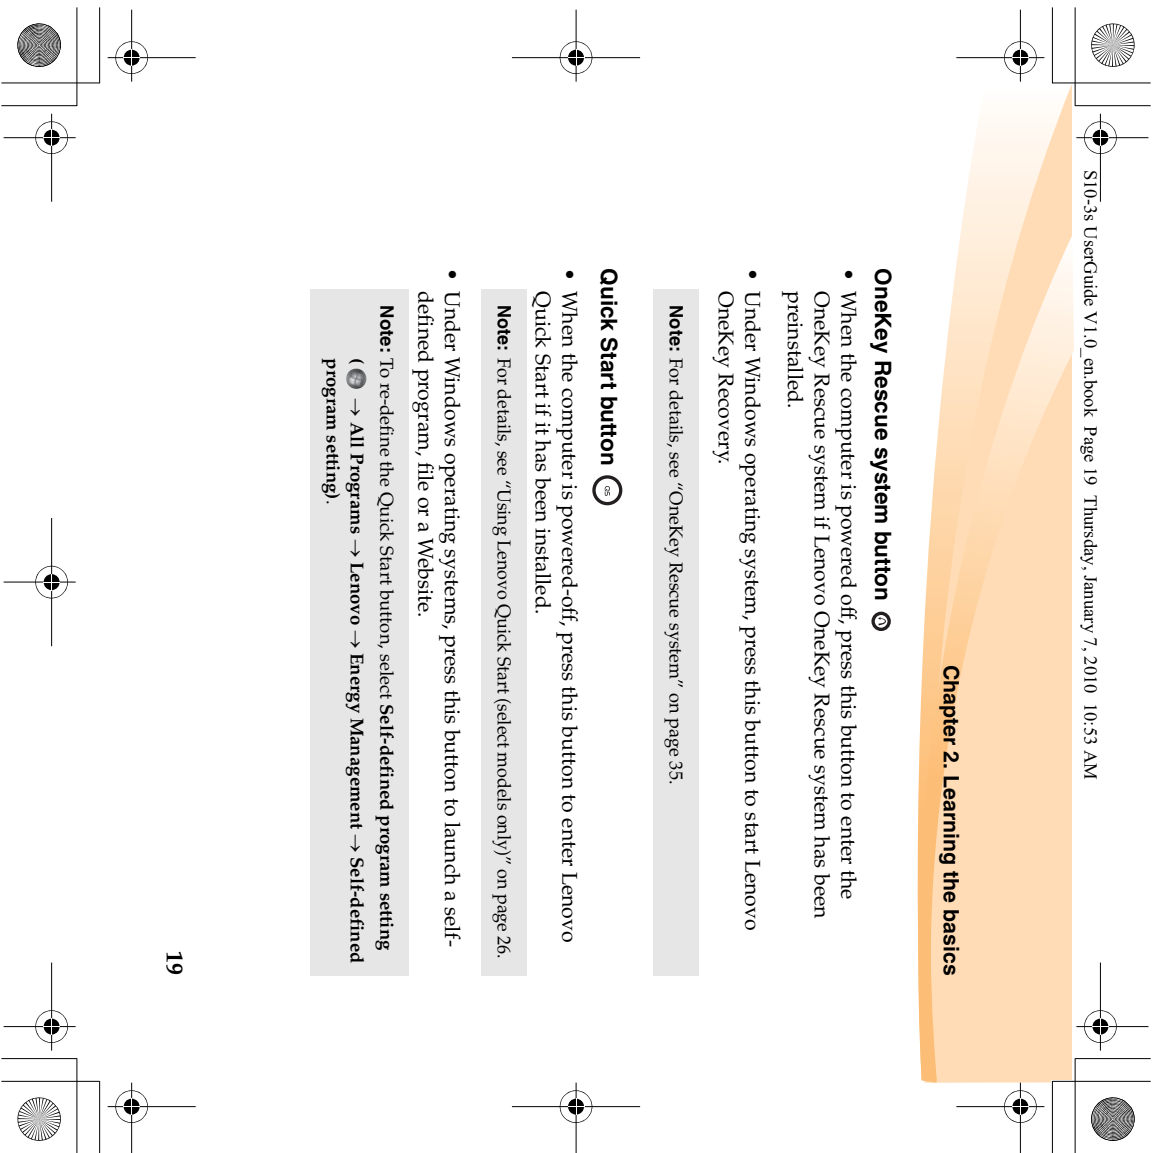 S10-3s UserGuide V1.0_en.book Page 19 Thursday, January 7, 2010 10:53 AM
Chapter 2. Learning the basics
OneKey Rescue system button
• When the computer is powered off, press this button to enter the
OneKey Rescue system if Lenovo OneKey Rescue system has been
preinstalled.
• Under Windows operating system, press this button to start Lenovo
OneKey Recovery.
Note: For details, see “OneKey Rescue system” on page 35.
Quick Start button
• When the computer is powered-off, press this button to enter Lenovo
Quick Start if it has been installed.
Note: For details, see “Using Lenovo Quick Start (select models only)” on page 26.
• Under Windows operating systems, press this button to launch a self-
defined program, file or a Website.
Note: To re-define the Quick Start button, select Self-defined program setting
( → All Programs → Lenovo → Energy Management → Self-defined
program setting).
19